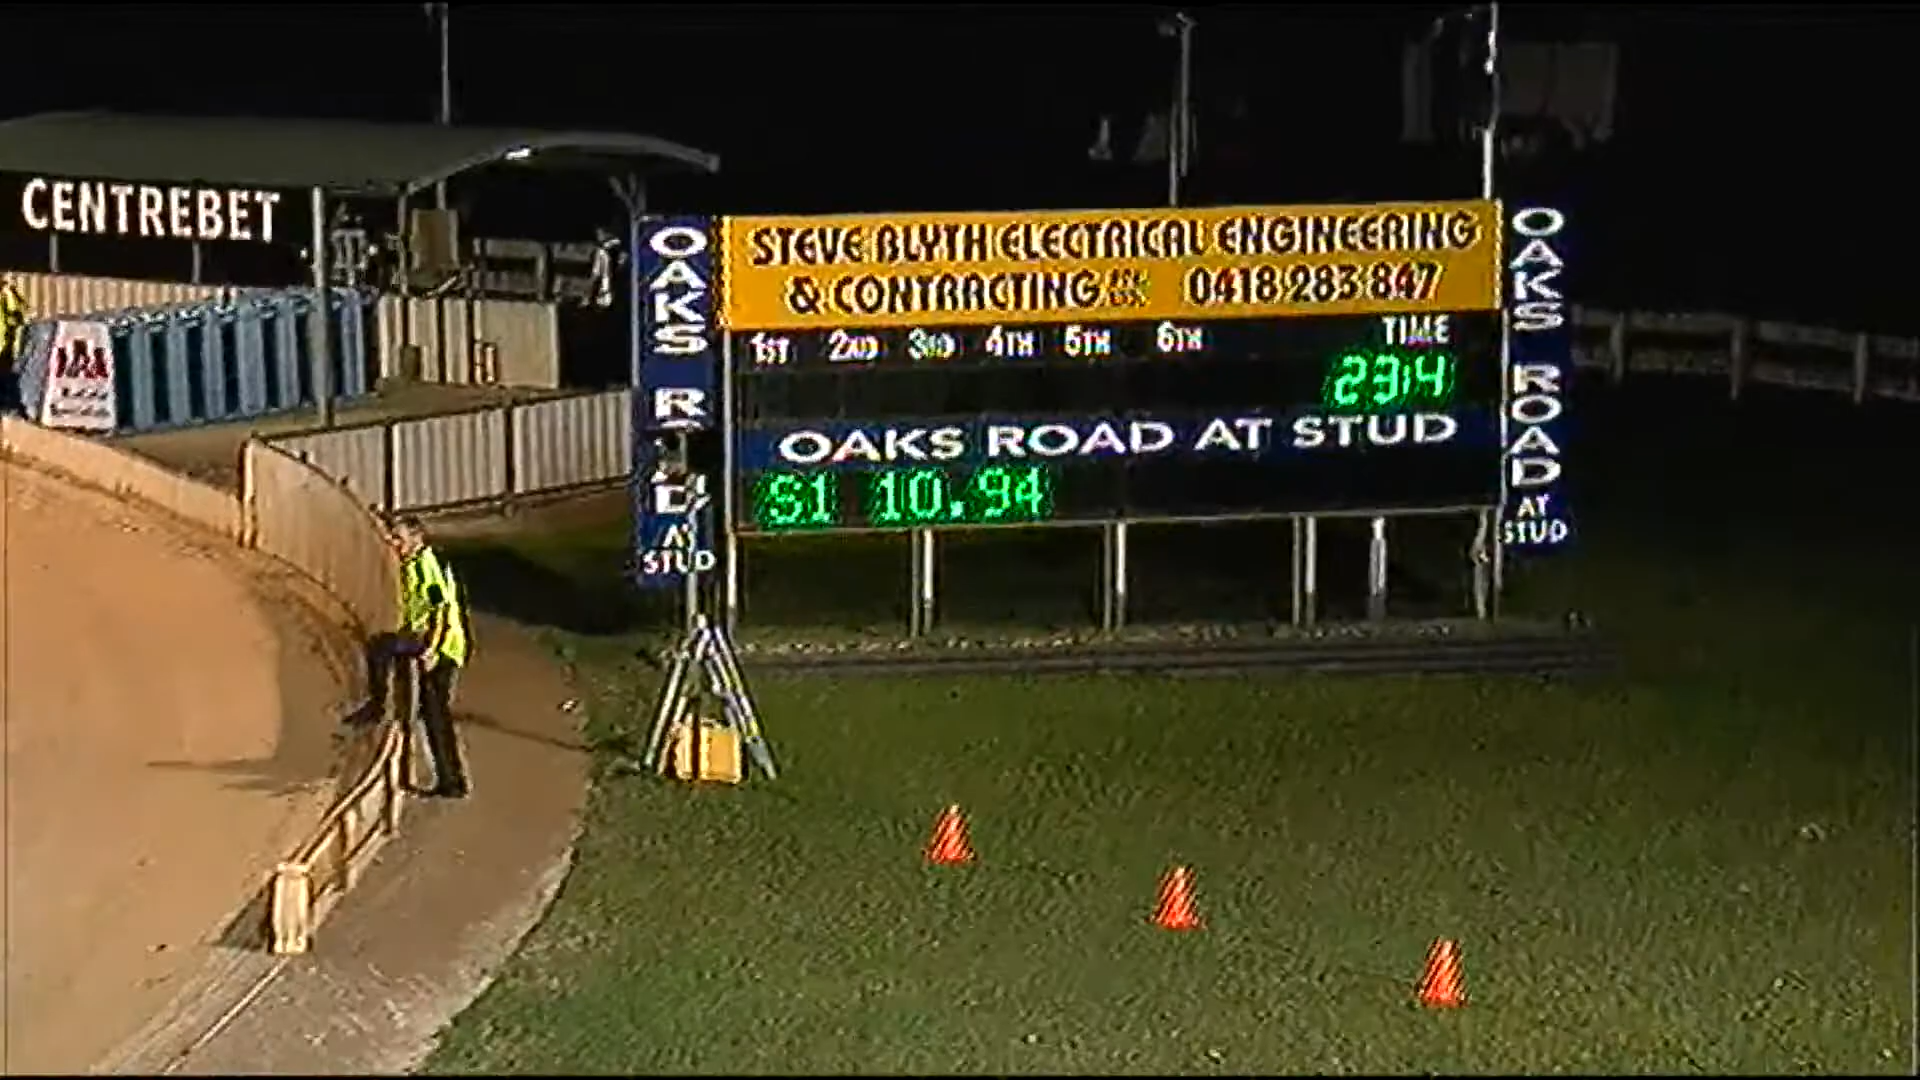 CENTREBET
OAKS ROAD AT STUD
STEVE BLYTH ELECTRICAL ENGINEERING
& CONTRACTING 0418 283 847
1ST 2ND 3RD 4TH 5TH 6TH TIME
23:4
OAKS ROAD AT STUD
S1 10.94
OAKS ROAD AT STUD